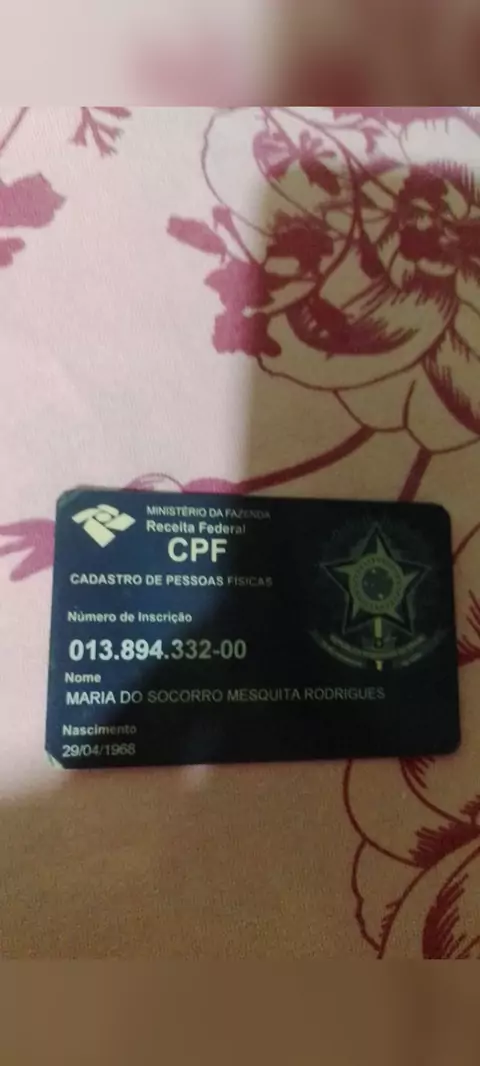 MINISTÉRIO DA FAZENDA
Receita Federal
CPF
CADASTRO DE PESSOAS FÍSICAS
Número de Inscrição
013.894.332-00
Nome
MARIA DO SOCORRO MESQUITA RODRIGUES
Nascimento
29/04/1968